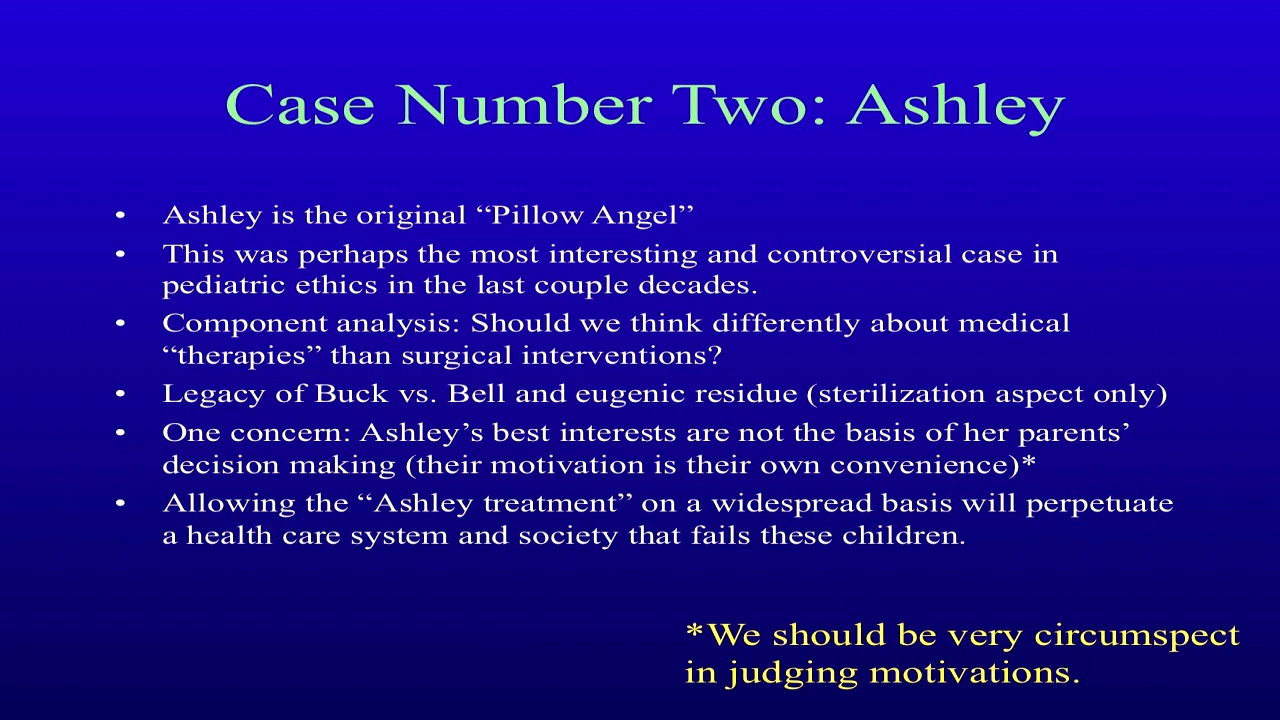 Case Number Two: Ashley
• Ashley is the original “Pillow Angel”
• This was perhaps the most interesting and controversial case in
pediatric ethics in the last couple decades.
• Component analysis: Should we think differently about medical
“therapies” than surgical interventions?
• Legacy of Buck vs. Bell and eugenic residue (sterilization aspect only)
• One concern: Ashley’s best interests are not the basis of her parents’
decision making (their motivation is their own convenience)*
• Allowing the “Ashley treatment” on a widespread basis will perpetuate
a health care system and society that fails these children.
*We should be very circumspect
in judging motivations.